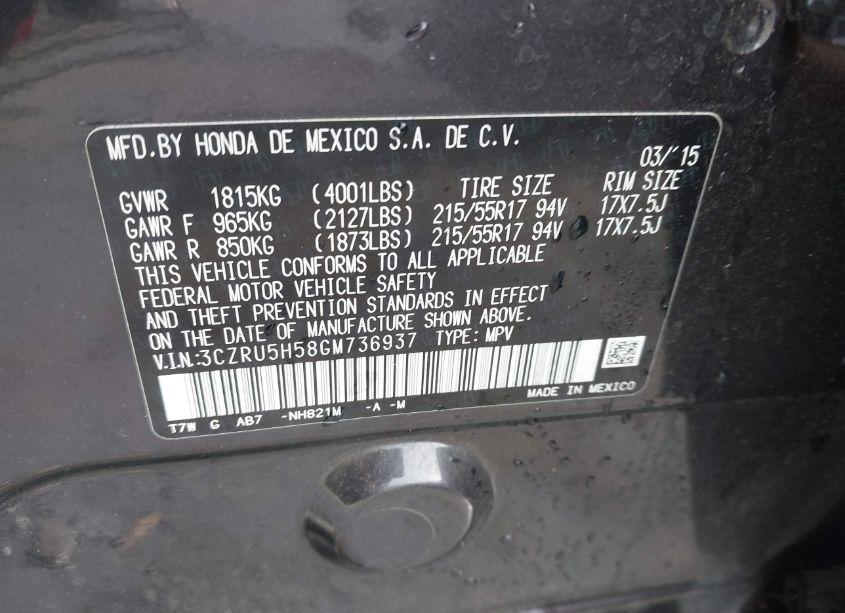 MFD. BY HONDA DE MEXICO S.A. DE C.V.
03/'15
GVWR 1815KG (4001LBS) TIRE SIZE RIM SIZE
GAWR F 965KG (2127LBS) 215/55R17 94V 17X7.5J
GAWR R 850KG (1873LBS) 215/55R17 94V 17X7.5J
THIS VEHICLE CONFORMS TO ALL APPLICABLE
FEDERAL MOTOR VEHICLE SAFETY
AND THEFT PREVENTION STANDARDS IN EFFECT
ON THE DATE OF MANUFACTURE SHOWN ABOVE.
V.I.N.:3CZRU5H58GM736937 TYPE: MPV
MADE IN MEXICO
T7W G AB7 -NH821M -A -M